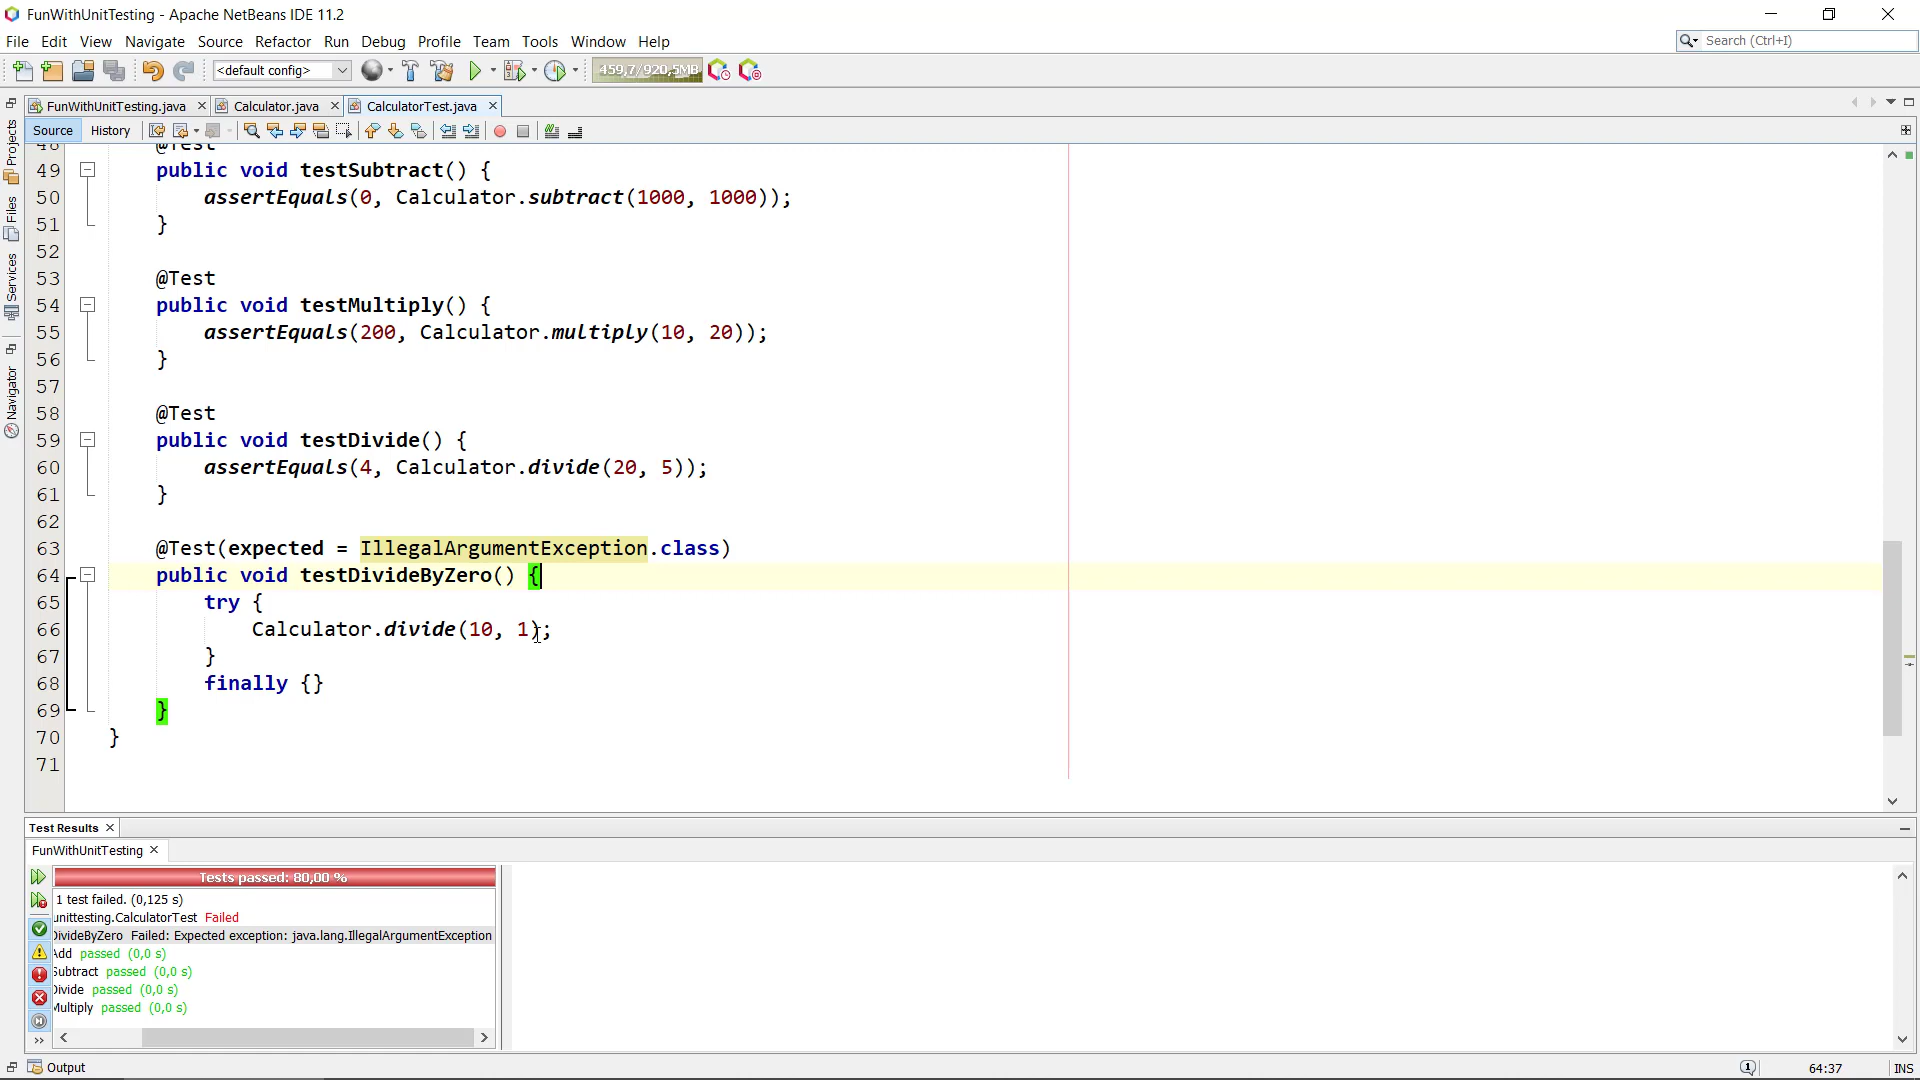 FunWithUnitTesting - Apache NetBeans IDE 11.2
File Edit View Navigate Source Refactor Run Debug Profile Team Tools Window Help
Search (Ctrl+I)
<default config>
459,7/920,5MB
FunWithUnitTesting.java Calculator.java CalculatorTest.java
Source History
Projects
Files
Services
Navigator
48 @Test
49 public void testSubtract() {
50 assertEquals(0, Calculator.subtract(1000, 1000));
51 }
52
53 @Test
54 public void testMultiply() {
55 assertEquals(200, Calculator.multiply(10, 20));
56 }
57
58 @Test
59 public void testDivide() {
60 assertEquals(4, Calculator.divide(20, 5));
61 }
62
63 @Test(expected = IllegalArgumentException.class)
64 public void testDivideByZero() {
65 try {
66 Calculator.divide(10, 1);
67 }
68 finally {}
69 }
70 }
71
Test Results
FunWithUnitTesting
Tests passed: 80,00 %
1 test failed. (0,125 s)
unittesting.CalculatorTest Failed
DivideByZero Failed: Expected exception: java.lang.IllegalArgumentException
Add passed (0,0 s)
Subtract passed (0,0 s)
Divide passed (0,0 s)
Multiply passed (0,0 s)
Output
64:37
INS